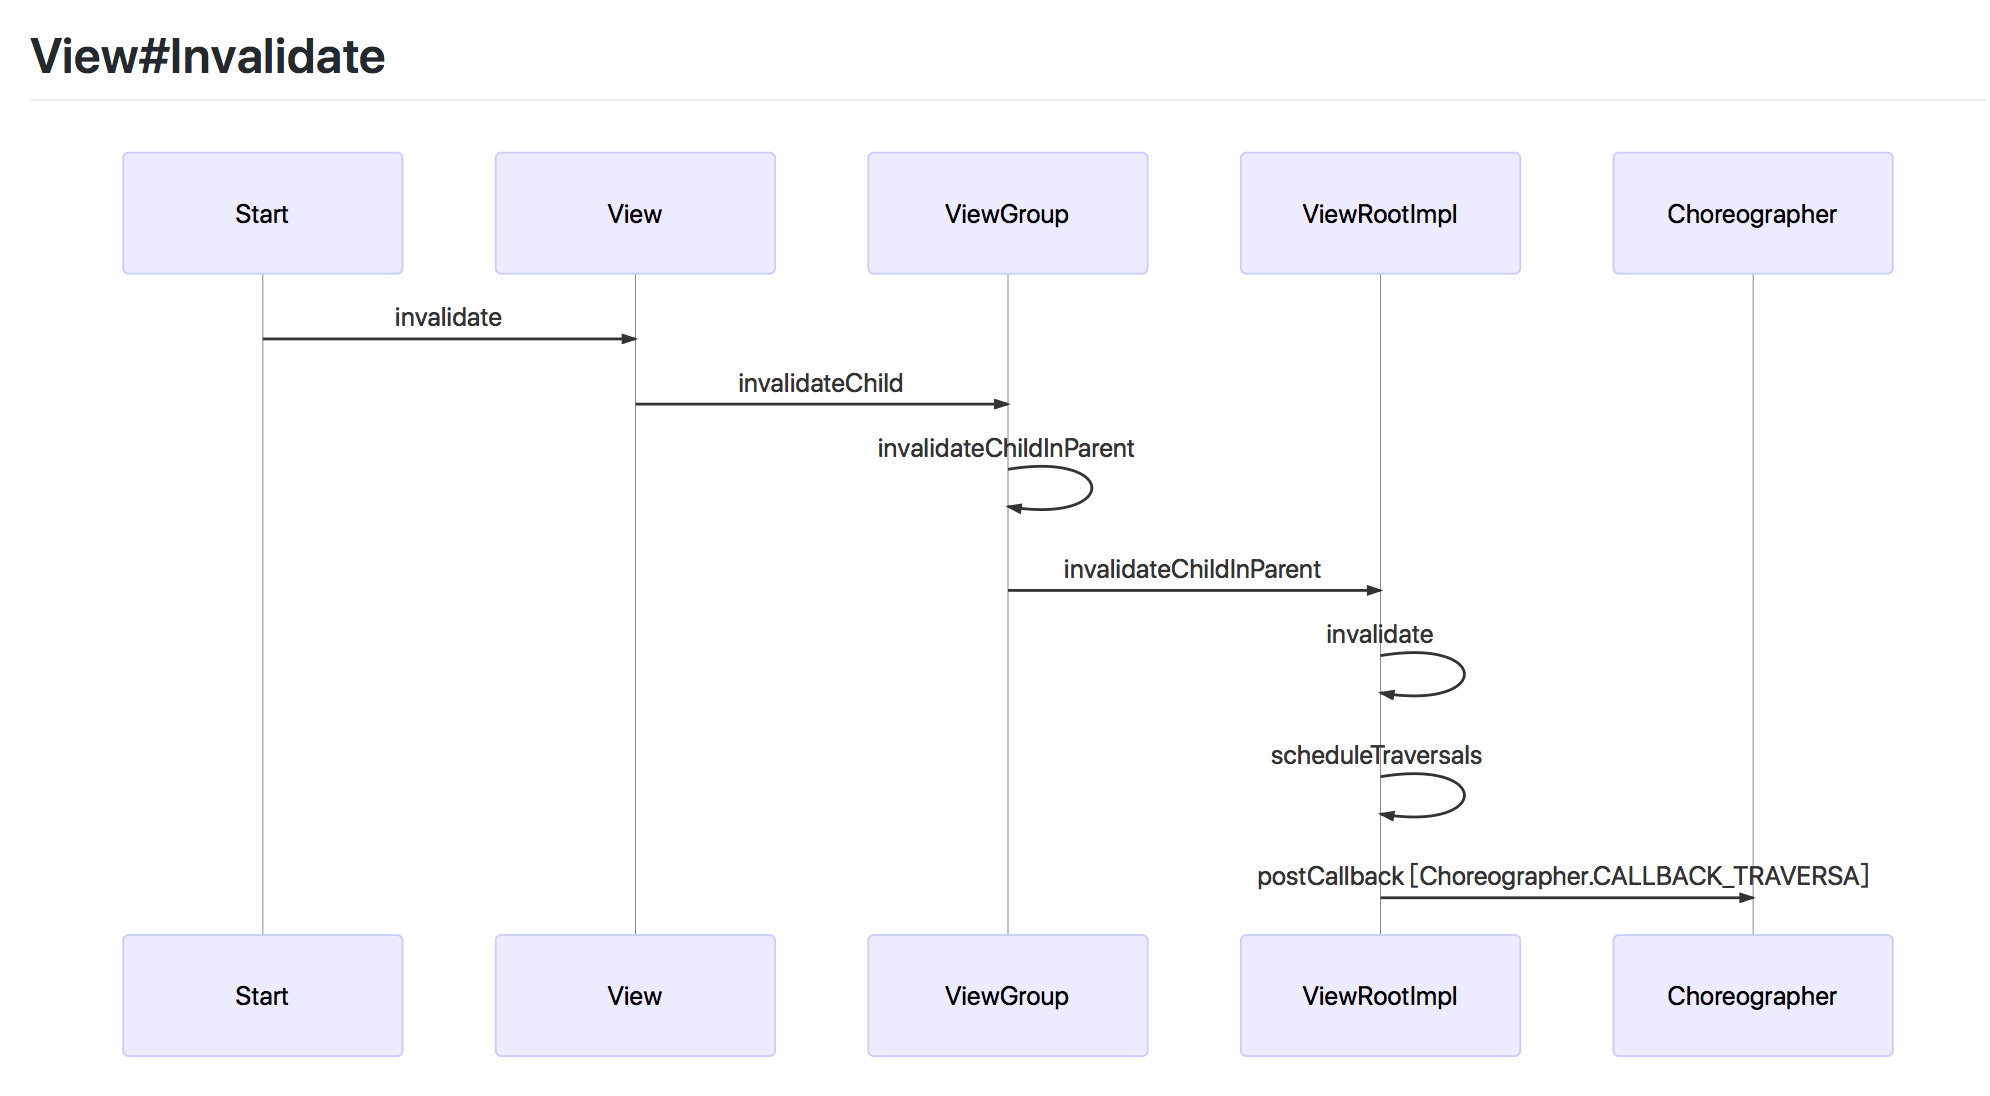 View#Invalidate
Start
View
ViewGroup
ViewRootImpl
Choreographer
invalidate
invalidateChild
invalidateChildInParent
invalidateChildInParent
invalidate
scheduleTraversals
postCallback [Choreographer.CALLBACK_TRAVERSA]
Start
View
ViewGroup
ViewRootImpl
Choreographer